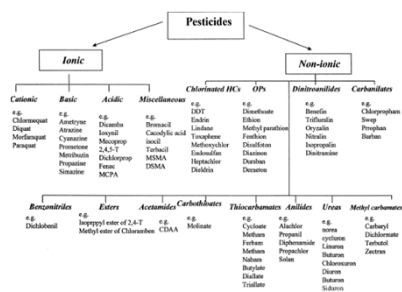 Pesticides
Ionic
Non-ionic
Cationic
e.g.
Chlormequat
Diquat
Morfamquat
Paraquat
Basic
e.g.
Ametryne
Atrazine
Cyanazine
Prometone
Metribuzin
Propazine
Simazine
Acidic
e.g.
Dicamba
Ioxynil
Mecoprop
2,4,5-T
Dichlorprop
Fenac
MCPA
Miscellaneous
e.g.
Bromacil
Cacodylic acid
isocil
Terbacil
MSMA
DSMA
Chlorinated HCs
e.g.
DDT
Endrin
Lindane
Toxaphene
Methoxychlor
Endosulfan
Heptachlor
Dieldrin
OPs
e.g.
Dimethoate
Ethion
Methyl parathion
Fenthion
Disulfoton
Diazinon
Dursban
Demeton
Dinitroanilides
e.g.
Benefin
Trifluralin
Oryzalin
Nitralin
Isopropalin
Dinitramine
Carbanilates
e.g.
Chlorpropham
Swep
Propham
Barban
Benzonitriles
e.g.
Dichlobenil
Esters
e.g.
Isopropyl ester of 2,4-T
Methyl ester of Chloramben
Acetamides
e.g.
CDAA
Carbothioates
e.g.
Molinate
Thiocarbamates
e.g.
Cycloate
Metham
Ferbam
Metham
Nabam
Butylate
Diallate
Triallate
Anilides
e.g.
Alachlor
Propanil
Diphenamide
Propachlor
Solan
Ureas
e.g.
norea
cycluron
Linuron
Buturon
Chloroxuron
Diuron
Buturon
Siduron
Methyl carbamates
e.g.
Carbaryl
Dichlormate
Terbutol
Zectran